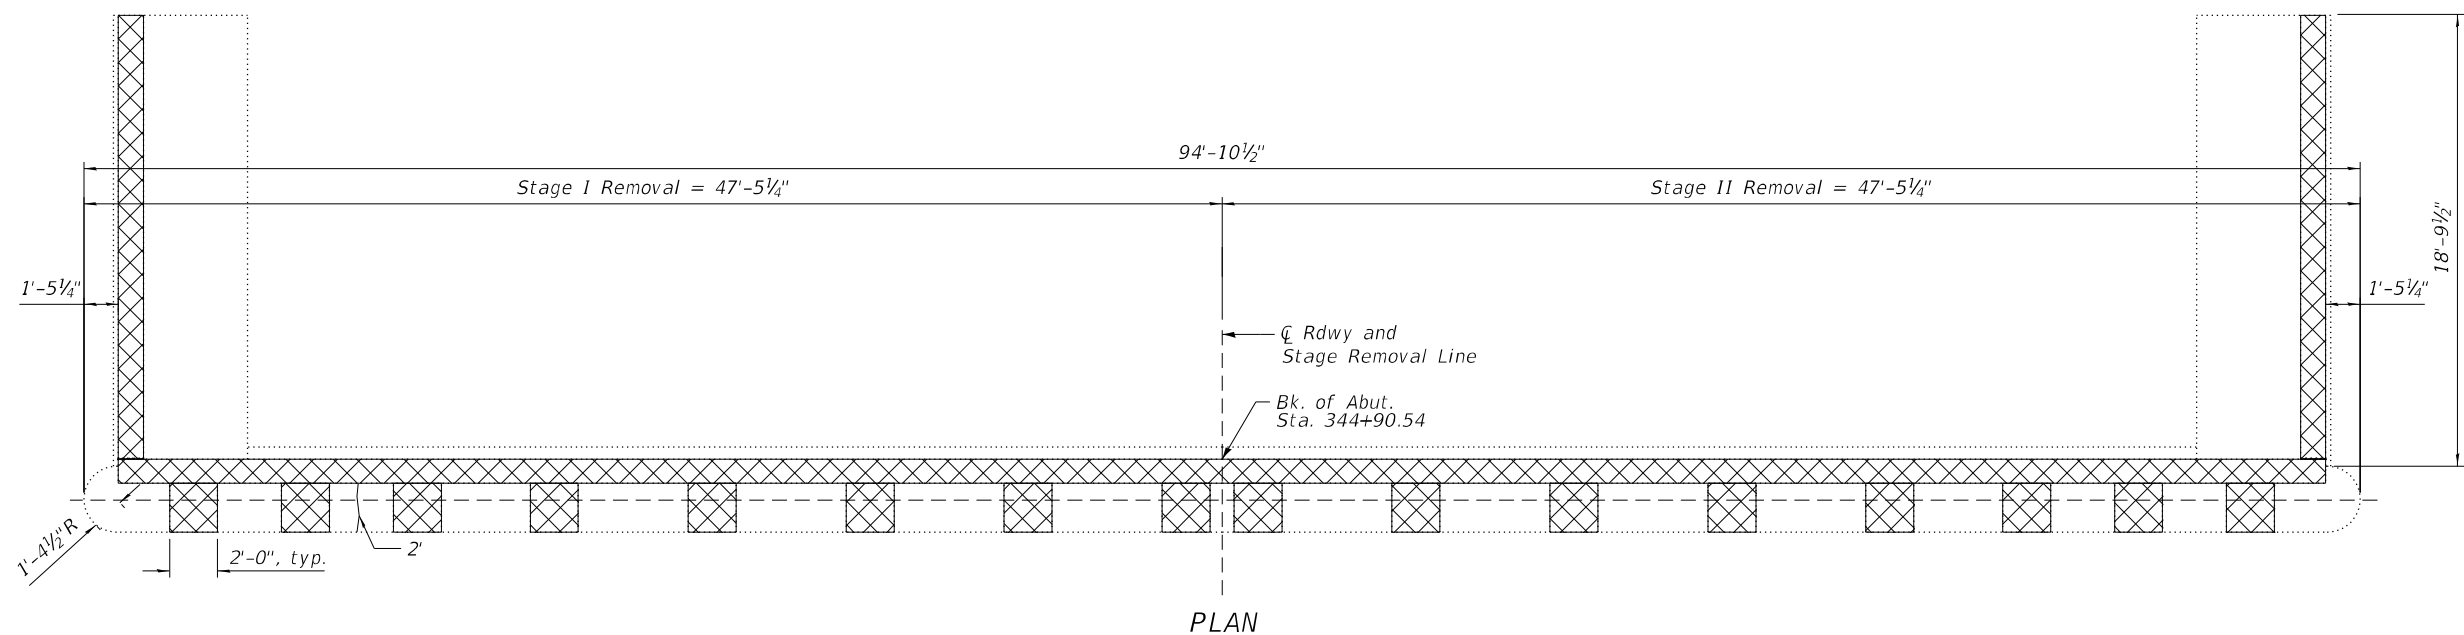 94'-10½"
Stage I Removal = 47'-5¼"
Stage II Removal = 47'-5¼"
18'-9½"
1'-5¼"
1'-5¼"
℄ Rdwy and
Stage Removal Line
Bk. of Abut.
Sta. 344+90.54
1'-4½"R
2'-0", typ.
2'
PLAN